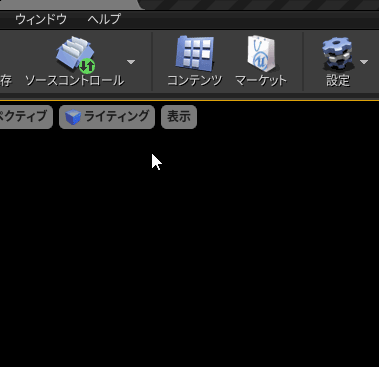 ウィンドウ ヘルプ
存 ソースコントロール コンテンツ マーケット 設定
ペクティブ ライティング 表示